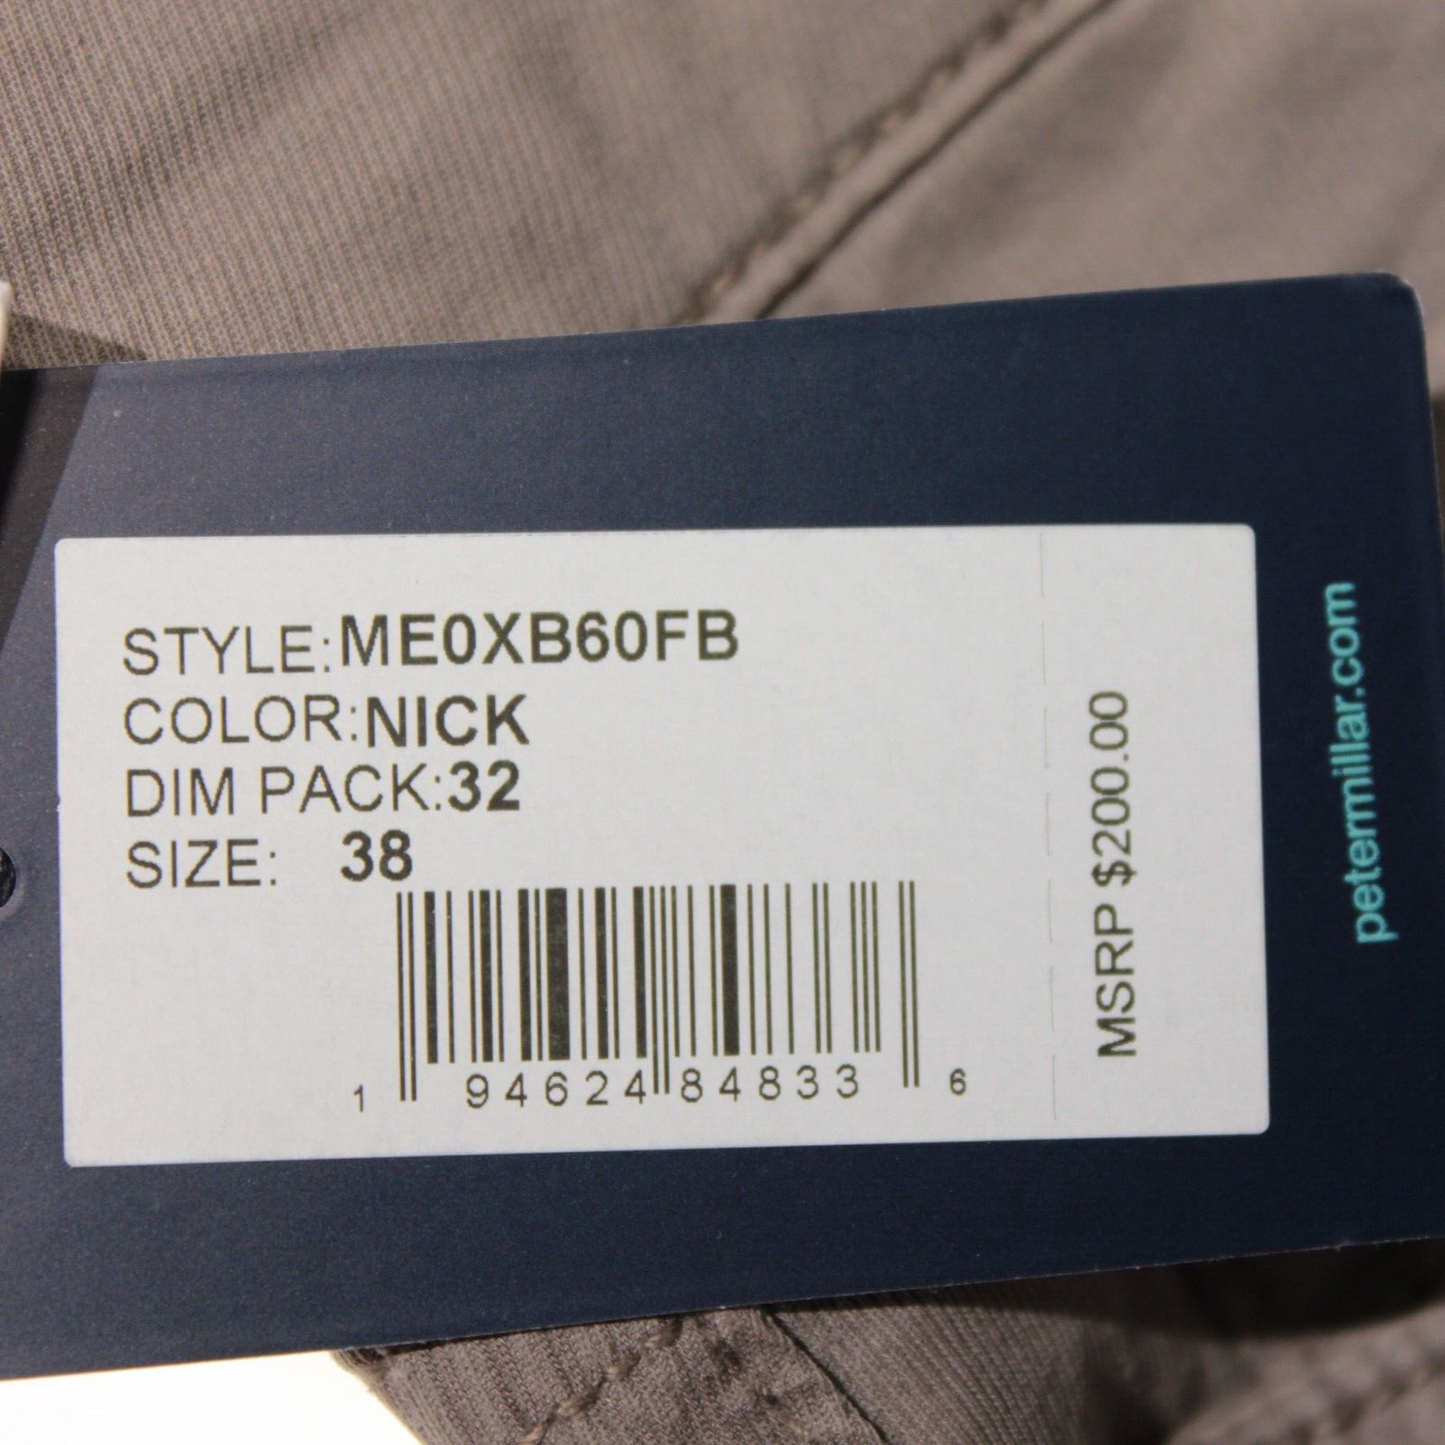 STYLE:ME0XB60FB
COLOR:NICK
DIM PACK:32
SIZE: 38
1 94624 84833 6
MSRP $200.00
petermillar.com